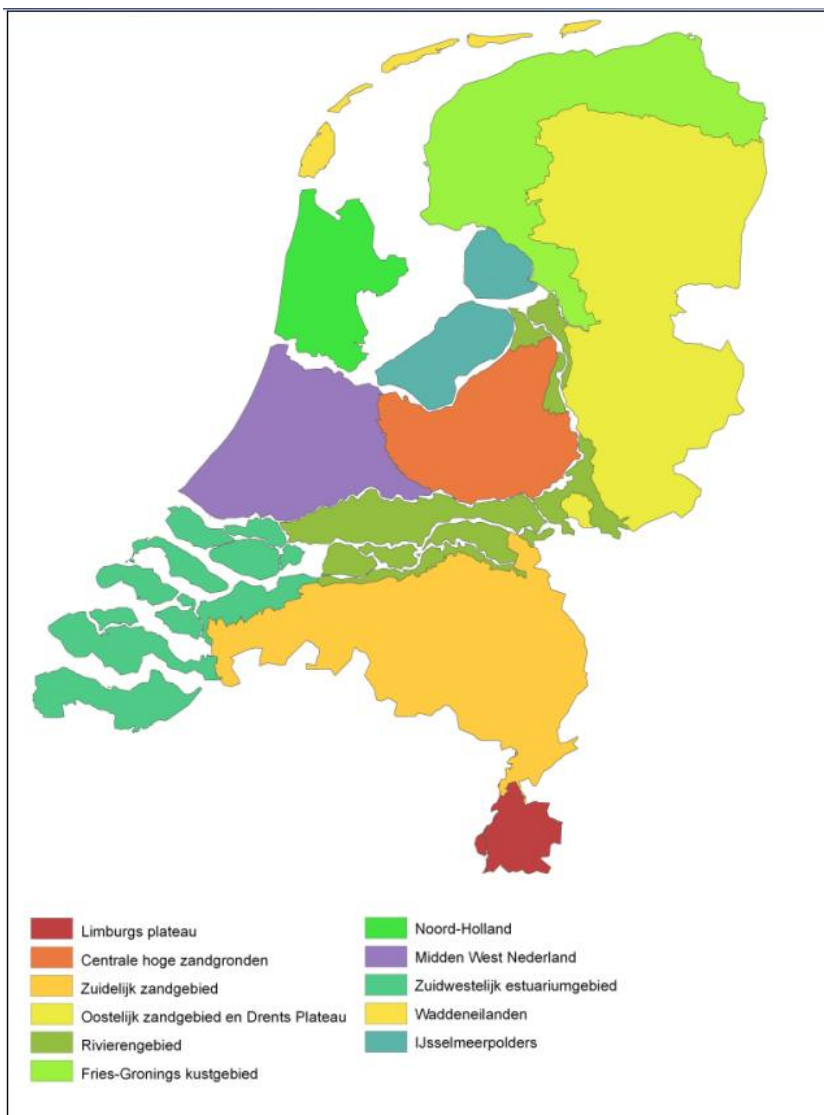 Limburgs plateau
Centrale hoge zandgronden
Zuidelijk zandgebied
Oostelijk zandgebied en Drents Plateau
Rivierengebied
Fries-Gronings kustgebied
Noord-Holland
Midden West Nederland
Zuidwestelijk estuariumgebied
Waddeneilanden
IJsselmeerpolders